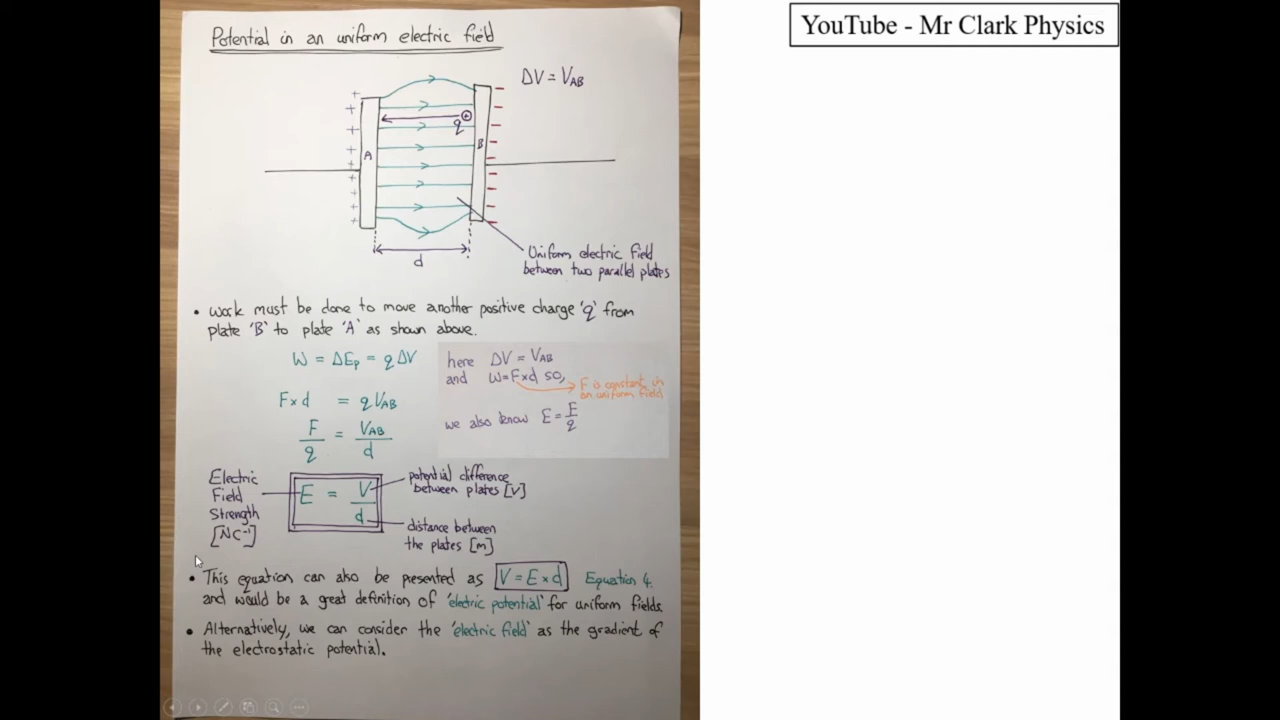 YouTube - Mr Clark Physics
Potential in an uniform electric field
ΔV = V_AB
+ + + + + + + +
A
q
B
− − − − − − − − −
d
Uniform electric field
between two parallel plates
• work must be done to move another positive charge 'q' from
plate 'B' to plate 'A' as shown above.
W = ΔEp = qΔV
here ΔV = V_AB
and W=F×d so,
F is constant in
an uniform field
F×d = qV_AB
we also know E = F/q
F/q = V_AB/d
Electric
Field
Strength
[NC⁻¹]
E = V/d
potential difference
between plates [V]
distance between
the plates [m]
• This equation can also be presented as V = E×d Equation 4.
and would be a great definition of 'electric potential' for uniform fields.
• Alternatively, we can consider the 'electric field' as the gradient of
the electrostatic potential.